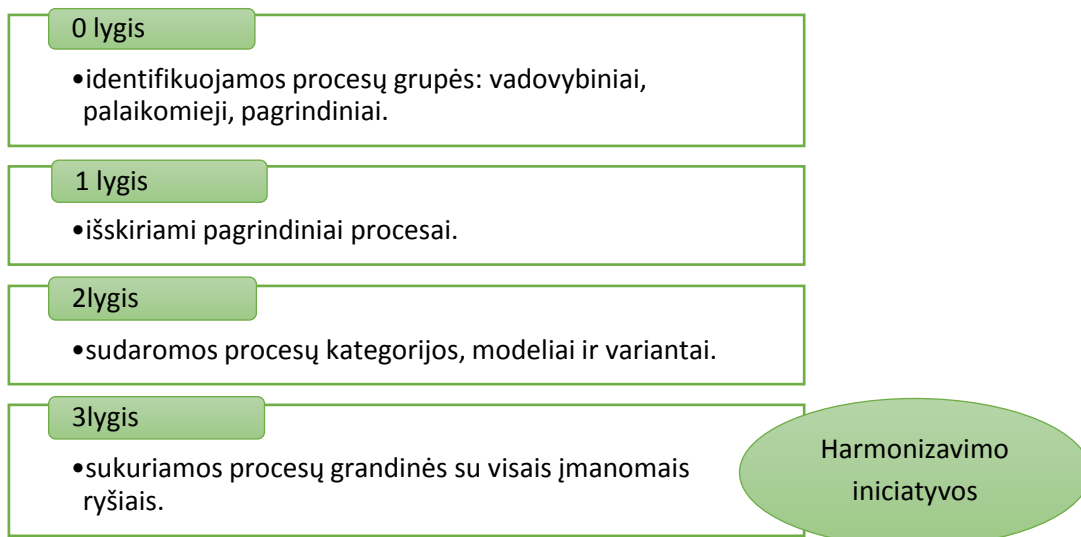 0 lygis
•identifikuojamos procesų grupės: vadovybiniai,
palaikomieji, pagrindiniai.
1 lygis
•išskiriami pagrindiniai procesai.
2lygis
•sudaromos procesų kategorijos, modeliai ir variantai.
3lygis
•sukuriamos procesų grandinės su visais įmanomais
ryšiais.
Harmonizavimo
iniciatyvos